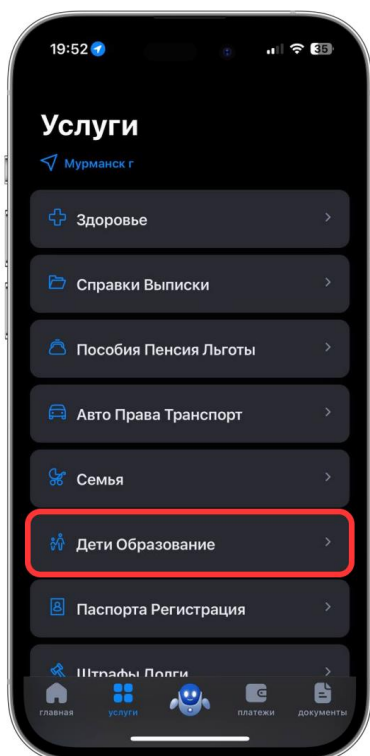 19:52
35
Услуги
Мурманск г
Здоровье
Справки Выписки
Пособия Пенсия Льготы
Авто Права Транспорт
Семья
Дети Образование
Паспорта Регистрация
Штрафы Долги
главная услуги платежи документы